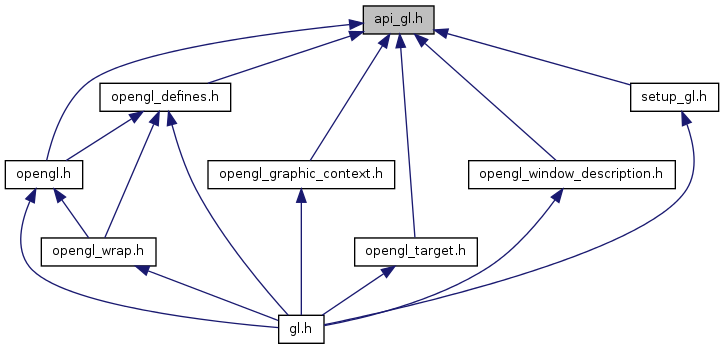 api_gl.h
opengl_defines.h
setup_gl.h
opengl.h
opengl_graphic_context.h
opengl_window_description.h
opengl_wrap.h
opengl_target.h
gl.h